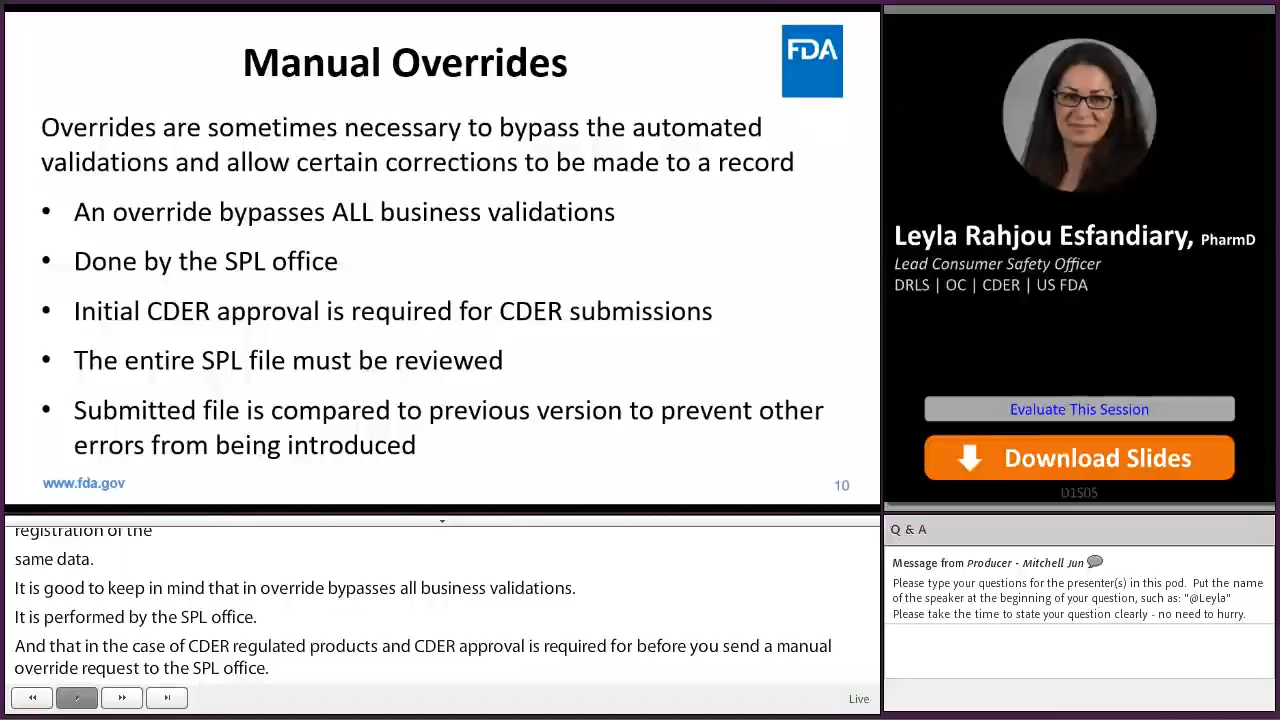 Manual Overrides
FDA
Overrides are sometimes necessary to bypass the automated
validations and allow certain corrections to be made to a record
• An override bypasses ALL business validations
• Done by the SPL office
• Initial CDER approval is required for CDER submissions
• The entire SPL file must be reviewed
• Submitted file is compared to previous version to prevent other
errors from being introduced
www.fda.gov
10
Leyla Rahjou Esfandiary, PharmD
Lead Consumer Safety Officer
DRLS | OC | CDER | US FDA
Evaluate This Session
Download Slides
D1S05
registration of the
same data.
It is good to keep in mind that in override bypasses all business validations.
It is performed by the SPL office.
And that in the case of CDER regulated products and CDER approval is required for before you send a manual
override request to the SPL office.
Live
Q & A
Message from Producer - Mitchell Jun
Please type your questions for the presenter(s) in this pod. Put the name
of the speaker at the beginning of your question, such as: "@Leyla"
Please take the time to state your question clearly - no need to hurry.